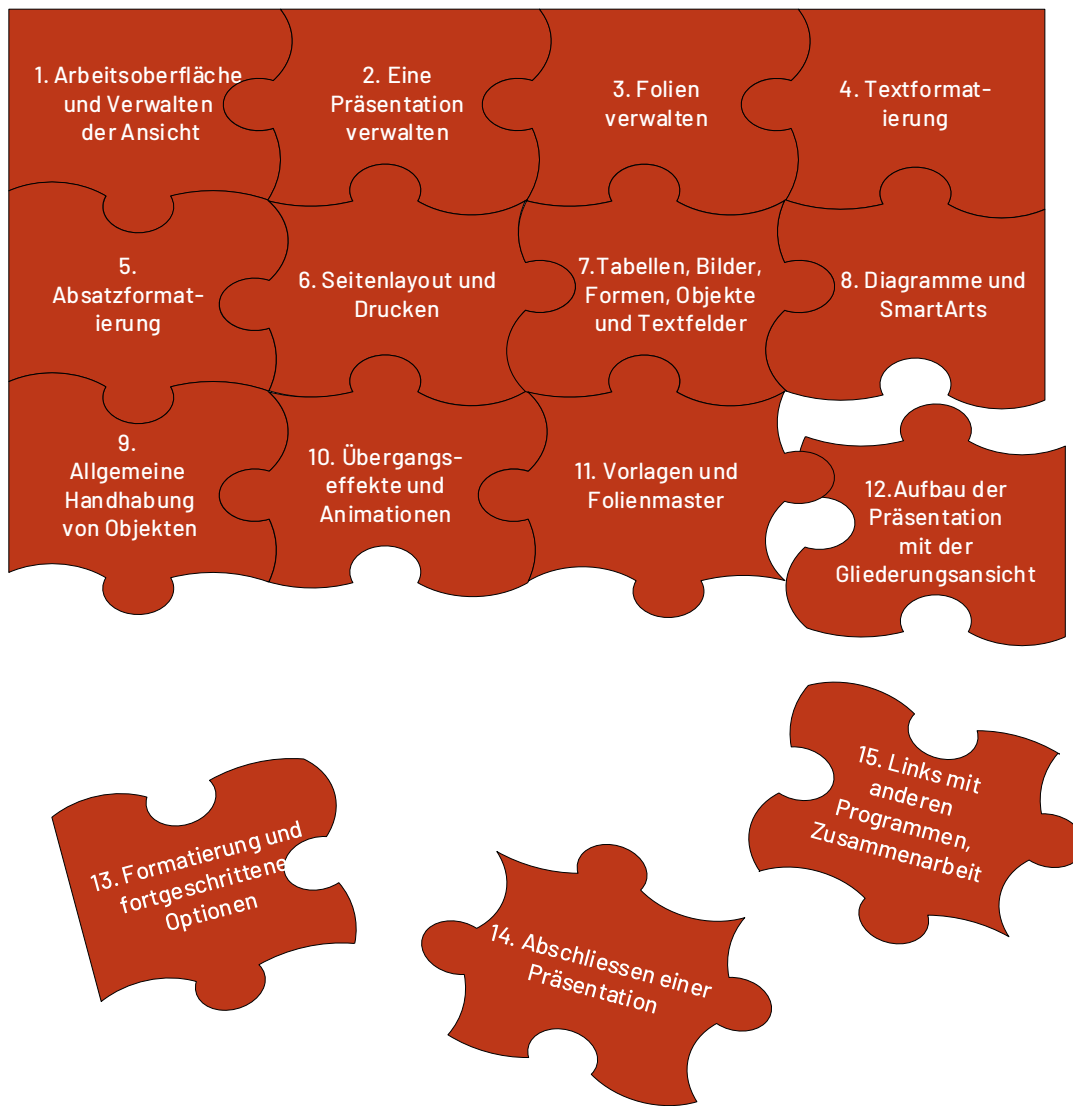 1. Arbeitsoberfläche
und Verwalten
der Ansicht
2. Eine
Präsentation
verwalten
3. Folien
verwalten
4. Textformat-
ierung
5.
Absatzformat-
ierung
6. Seitenlayout und
Drucken
7.Tabellen, Bilder,
Formen, Objekte
und Textfelder
8. Diagramme und
SmartArts
9.
Allgemeine
Handhabung
von Objekten
10. Übergangs-
effekte und
Animationen
11. Vorlagen und
Folienmaster
12.Aufbau der
Präsentation
mit der
Gliederungsansicht
13. Formatierung und
fortgeschrittene
Optionen
14. Abschliessen einer
Präsentation
15. Links mit
anderen
Programmen,
Zusammenarbeit